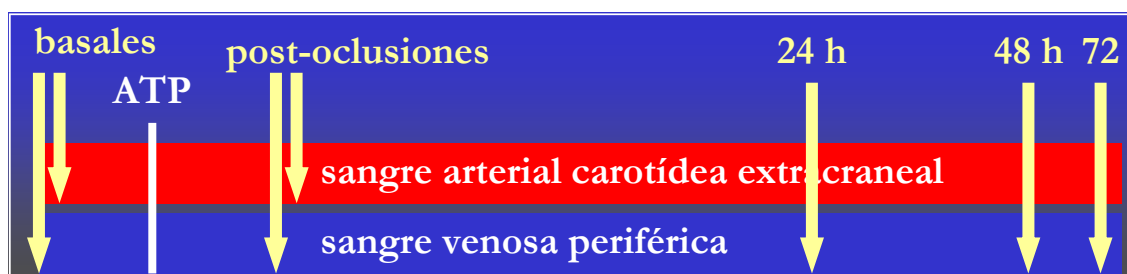 basales post-oclusiones 24 h 48 h 72
ATP
sangre arterial carotídea extracraneal
sangre venosa periférica